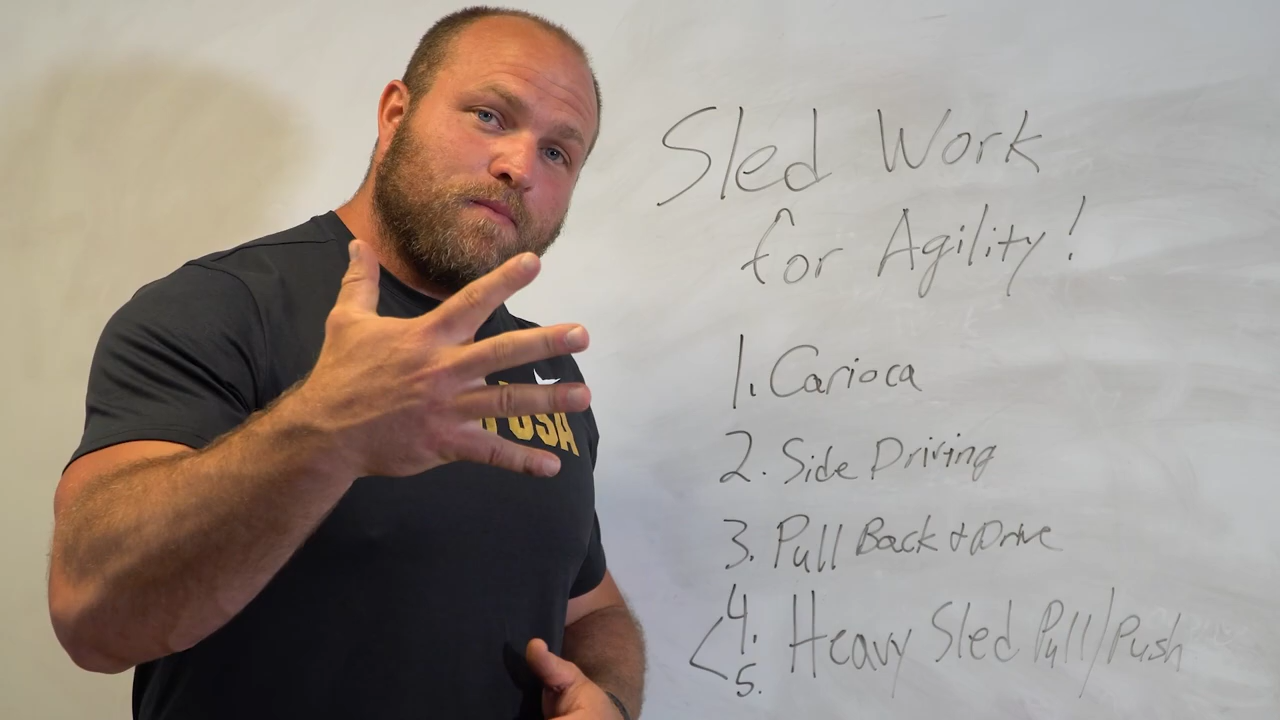 Sled Work
for Agility!
1. Carioca
2. Side Driving
3. Pull Back & Drive
4. Heavy Sled Pull/Push
5.
USA